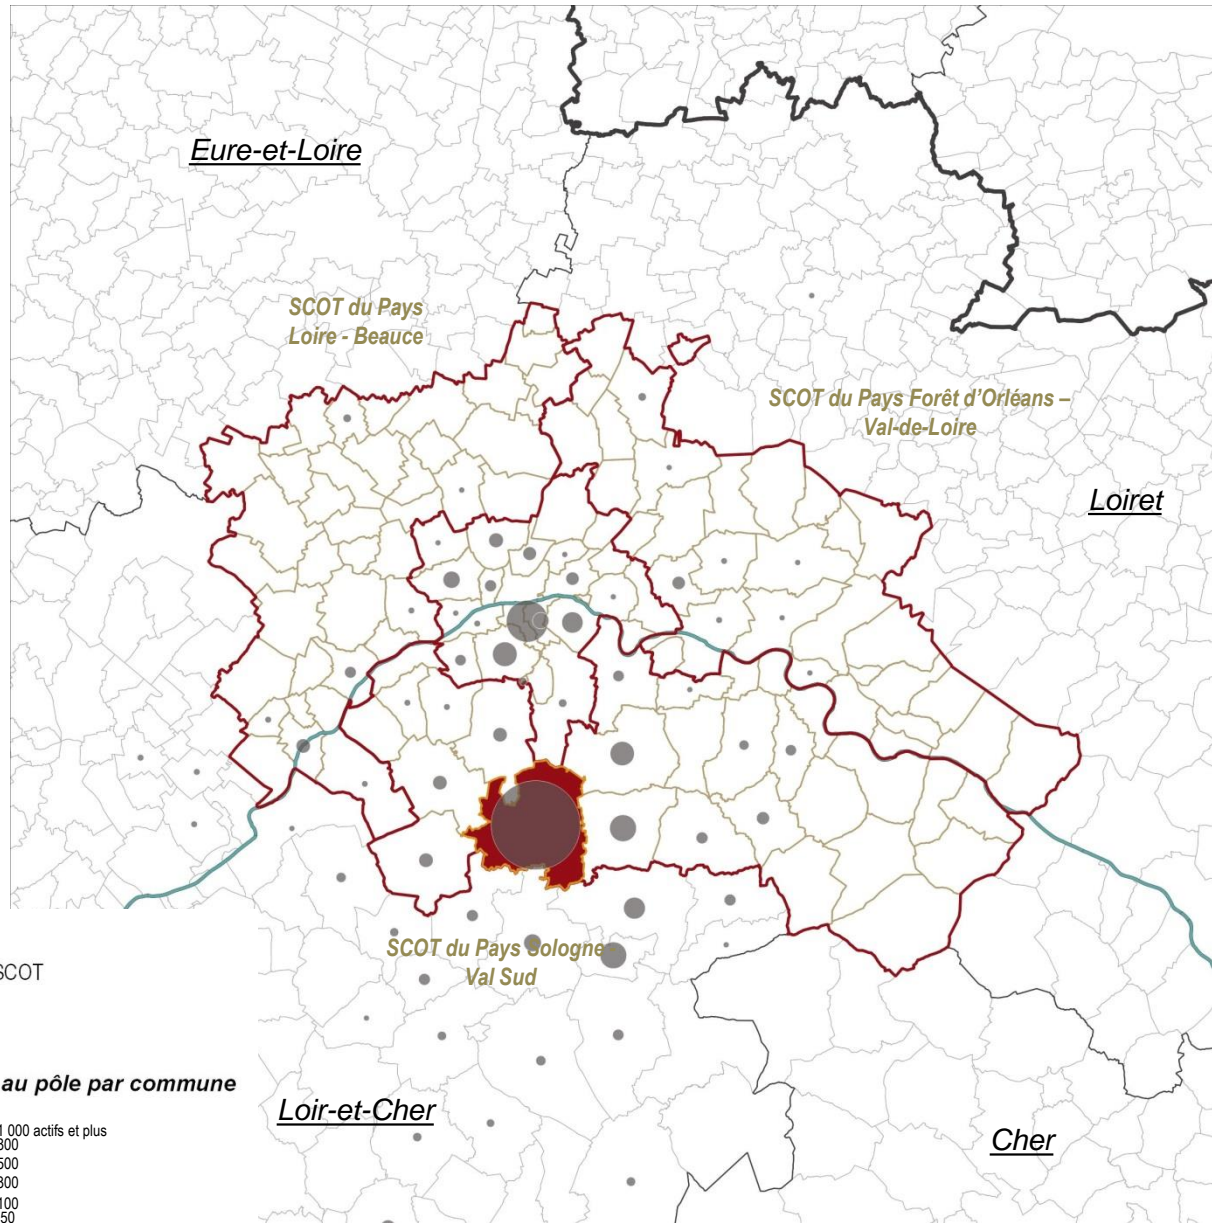 Eure-et-Loire
SCOT du Pays
Loire - Beauce
SCOT du Pays Forêt d'Orléans –
Val-de-Loire
Loiret
SCOT du Pays Sologne
Val Sud
SCOT
au pôle par commune
Loir-et-Cher
1 000 actifs et plus
800
500
300
100
50
Cher